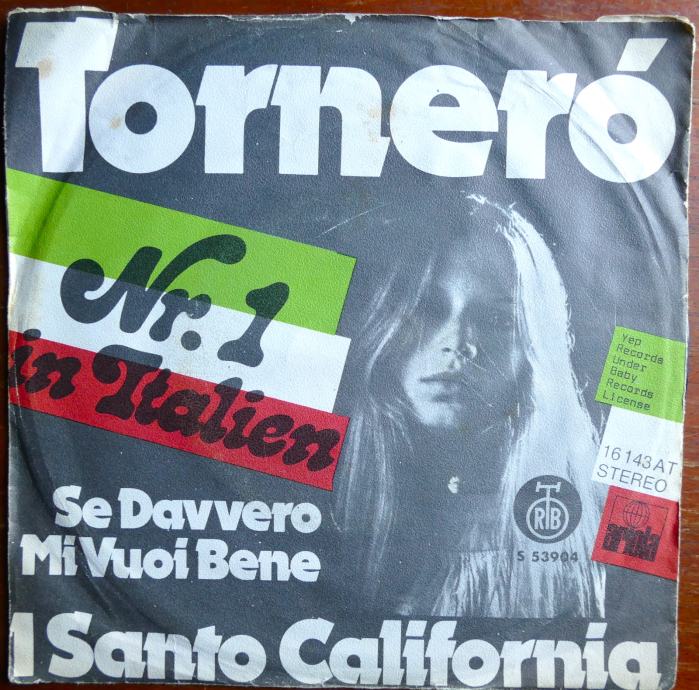 Torneró
Nr. 1
in Italien
Yep
Records
Under
Baby
Records
License
16 143 AT
STEREO
RTB
S 53904
ariola
Se Davvero
Mi Vuoi Bene
I Santo California